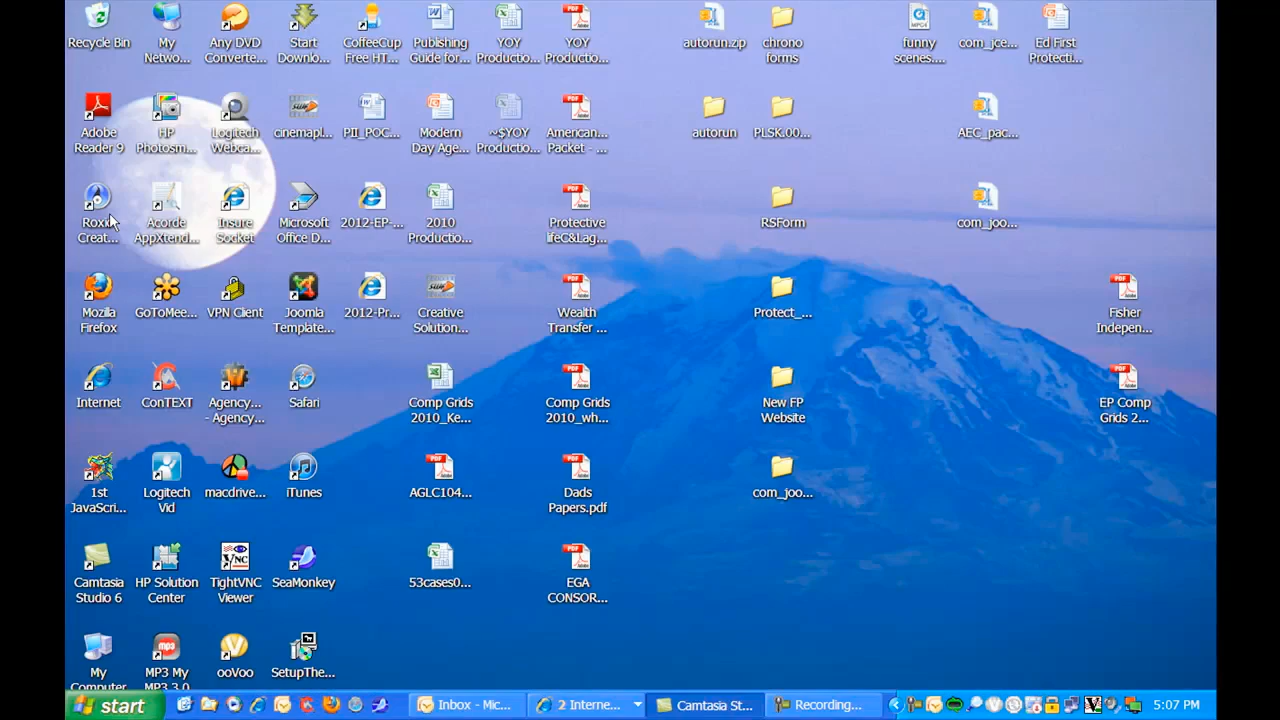 Recycle Bin
My
Netwo...
Any DVD
Converte...
Start
Downlo...
CoffeeCup
Free HT...
Publishing
Guide for...
YOY
Productio...
YOY
Productio...
autorun.zip
chrono
forms
funny
scenes....
com_jce...
Ed First
Protecti...
Adobe
Reader 9
HP
Photosm...
Logitech
Webca...
cinemapl...
PII_POC...
Modern
Day Age...
~$YOY
Productio...
American...
Packet - ...
autorun
PLSK.00...
AEC_pac...
Roxio
Creat...
Acorde
AppXtend...
Insure
Socket
Microsoft
Office D...
2012-EP-...
2010
Productio...
Protective
lifeC&Lag...
RSForm
com_joo...
Mozilla
Firefox
GoToMee...
VPN Client
Joomla
Template...
2012-Pr...
Creative
Solution...
Wealth
Transfer ...
Protect_...
Fisher
Indepen...
Internet
ConTEXT
Agency...
- Agency...
Safari
Comp Grids
2010_Ke...
Comp Grids
2010_wh...
New FP
Website
EP Comp
Grids 2...
1st
JavaScri...
Logitech
Vid
macdrive...
iTunes
AGLC104...
Dads
Papers.pdf
com_joo...
Camtasia
Studio 6
HP Solution
Center
TightVNC
Viewer
SeaMonkey
53cases0...
EGA
CONSOR...
My
Computer
MP3 My
MP3 3.0
ooVoo
SetupThe...
start
Inbox - Mic...
2 Interne...
Camtasia St...
Recording...
5:07 PM